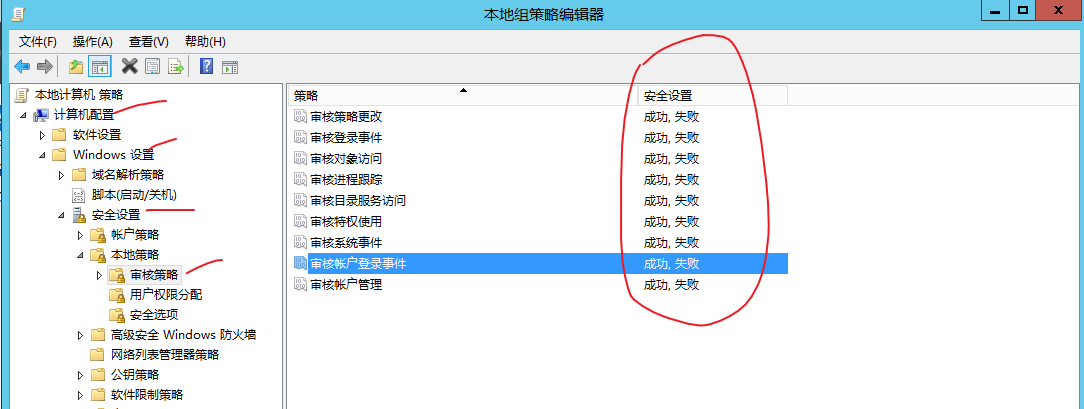 本地组策略编辑器
文件(F) 操作(A) 查看(V) 帮助(H)
本地计算机 策略
计算机配置
软件设置
Windows 设置
域名解析策略
脚本(启动/关机)
安全设置
帐户策略
本地策略
审核策略
用户权限分配
安全选项
高级安全 Windows 防火墙
网络列表管理器策略
公钥策略
软件限制策略
策略 安全设置
审核策略更改 成功, 失败
审核登录事件 成功, 失败
审核对象访问 成功, 失败
审核进程跟踪 成功, 失败
审核目录服务访问 成功, 失败
审核特权使用 成功, 失败
审核系统事件 成功, 失败
审核帐户登录事件 成功, 失败
审核帐户管理 成功, 失败